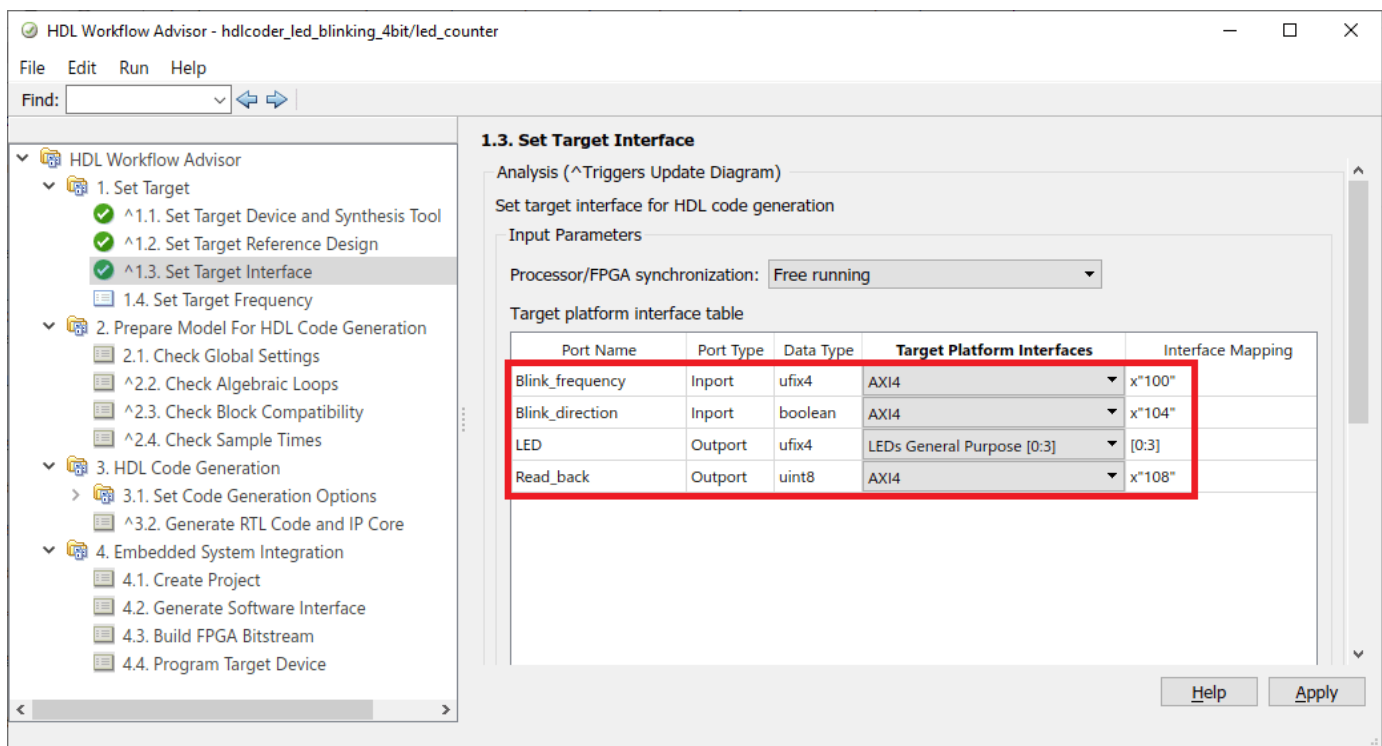 HDL Workflow Advisor - hdlcoder_led_blinking_4bit/led_counter
File Edit Run Help
Find:
HDL Workflow Advisor
1. Set Target
^1.1. Set Target Device and Synthesis Tool
^1.2. Set Target Reference Design
^1.3. Set Target Interface
1.4. Set Target Frequency
2. Prepare Model For HDL Code Generation
2.1. Check Global Settings
^2.2. Check Algebraic Loops
^2.3. Check Block Compatibility
^2.4. Check Sample Times
3. HDL Code Generation
3.1. Set Code Generation Options
^3.2. Generate RTL Code and IP Core
4. Embedded System Integration
4.1. Create Project
4.2. Generate Software Interface
4.3. Build FPGA Bitstream
4.4. Program Target Device
1.3. Set Target Interface
Analysis (^Triggers Update Diagram)
Set target interface for HDL code generation
Input Parameters
Processor/FPGA synchronization: Free running
Target platform interface table
Port Name Port Type Data Type Target Platform Interfaces Interface Mapping
Blink_frequency Inport ufix4 AXI4 x"100"
Blink_direction Inport boolean AXI4 x"104"
LED Outport ufix4 LEDs General Purpose [0:3] [0:3]
Read_back Outport uint8 AXI4 x"108"
Help Apply